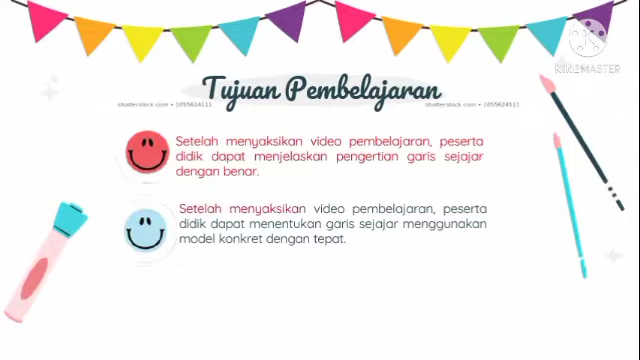 KINEMASTER
Tujuan Pembelajaran
shutterstock.com • 1055624111 shutterstock.com • 1055624111
Setelah menyaksikan video pembelajaran, peserta
didik dapat menjelaskan pengertian garis sejajar
dengan benar.
Setelah menyaksikan video pembelajaran, peserta
didik dapat menentukan garis sejajar menggunakan
model konkret dengan tepat.